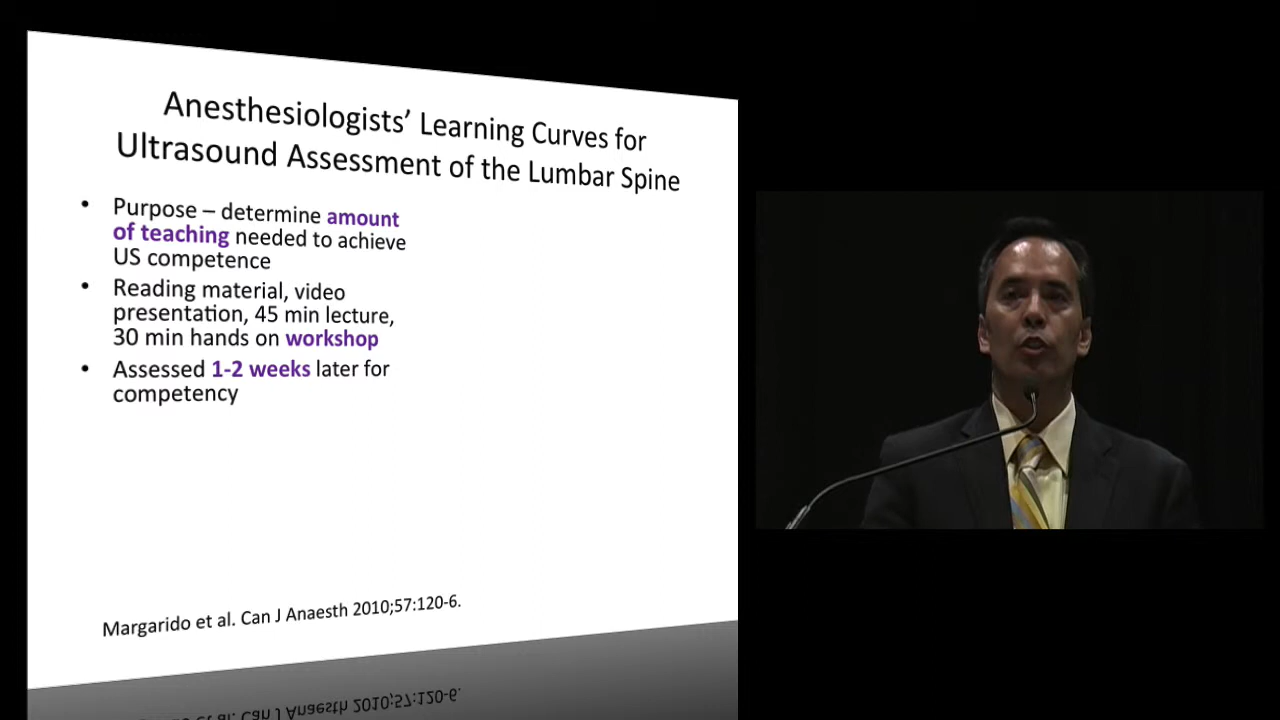 Anesthesiologists’ Learning Curves for
Ultrasound Assessment of the Lumbar Spine
• Purpose – determine amount
of teaching needed to achieve
US competence
• Reading material, video
presentation, 45 min lecture,
30 min hands on workshop
• Assessed 1-2 weeks later for
competency
Margarido et al. Can J Anaesth 2010;57:120-6.